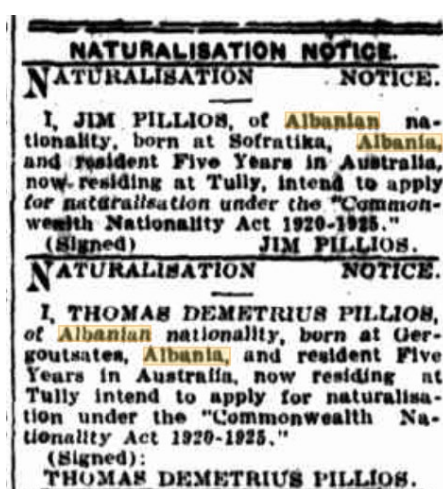 NATURALISATION NOTICE.
NATURALISATION NOTICE.
I, JIM PILLIOS, of Albanian na-
tionality, born at Sofratika, Albania,
and resident Five Years in Australia,
now residing at Tully, intend to apply
for naturalisation under the "Common-
wealth Nationality Act 1920-1925."
(Signed) JIM PILLIOS.
NATURALISATION NOTICE.
I, THOMAS DEMETRIUS PILLIOS,
of Albanian nationality, born at Ger-
goutsates, Albania, and resident Five
Years in Australia, now residing at
Tully intend to apply for naturalisa-
tion under the "Commonwealth Na-
tionality Act 1920-1925."
(Signed):
THOMAS DEMETRIUS PILLIOS.